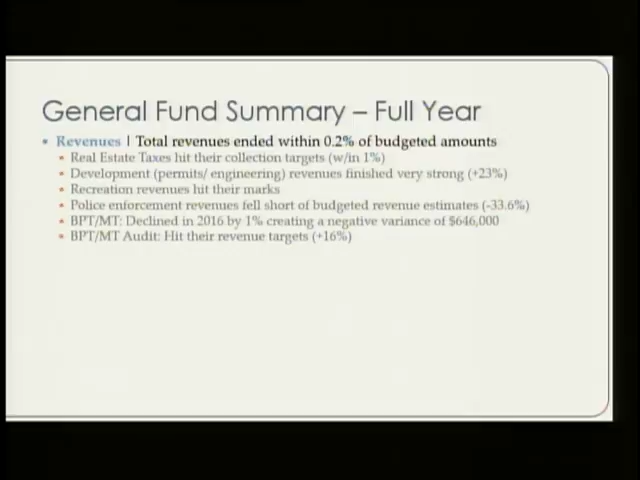 General Fund Summary – Full Year
• Revenues | Total revenues ended within 0.2% of budgeted amounts
• Real Estate Taxes hit their collection targets (w/in 1%)
• Development (permits/ engineering) revenues finished very strong (+23%)
• Recreation revenues hit their marks
• Police enforcement revenues fell short of budgeted revenue estimates (-33.6%)
• BPT/MT: Declined in 2016 by 1% creating a negative variance of $646,000
• BPT/MT Audit: Hit their revenue targets (+16%)